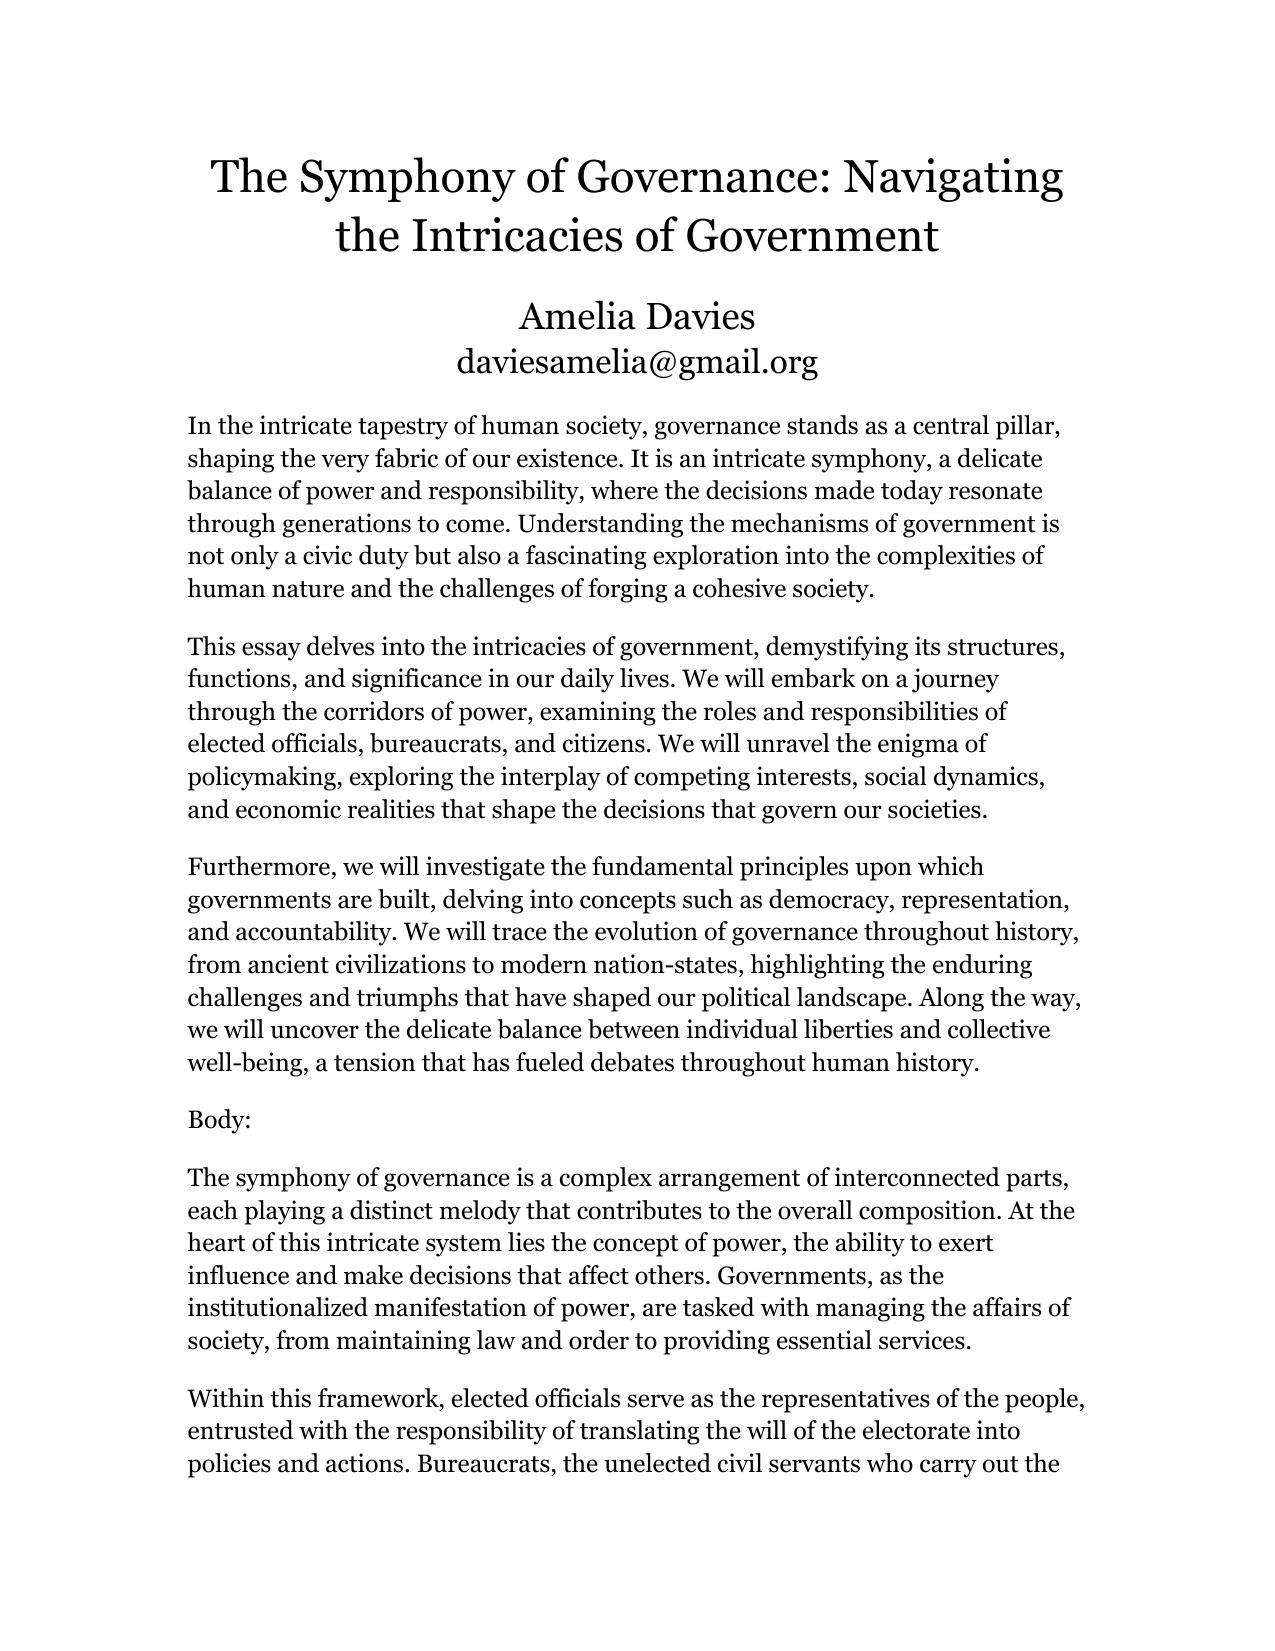 The Symphony of Governance: Navigating
the Intricacies of Government
Amelia Davies
daviesamelia@gmail.org
In the intricate tapestry of human society, governance stands as a central pillar,
shaping the very fabric of our existence. It is an intricate symphony, a delicate
balance of power and responsibility, where the decisions made today resonate
through generations to come. Understanding the mechanisms of government is
not only a civic duty but also a fascinating exploration into the complexities of
human nature and the challenges of forging a cohesive society.
This essay delves into the intricacies of government, demystifying its structures,
functions, and significance in our daily lives. We will embark on a journey
through the corridors of power, examining the roles and responsibilities of
elected officials, bureaucrats, and citizens. We will unravel the enigma of
policymaking, exploring the interplay of competing interests, social dynamics,
and economic realities that shape the decisions that govern our societies.
Furthermore, we will investigate the fundamental principles upon which
governments are built, delving into concepts such as democracy, representation,
and accountability. We will trace the evolution of governance throughout history,
from ancient civilizations to modern nation-states, highlighting the enduring
challenges and triumphs that have shaped our political landscape. Along the way,
we will uncover the delicate balance between individual liberties and collective
well-being, a tension that has fueled debates throughout human history.
Body:
The symphony of governance is a complex arrangement of interconnected parts,
each playing a distinct melody that contributes to the overall composition. At the
heart of this intricate system lies the concept of power, the ability to exert
influence and make decisions that affect others. Governments, as the
institutionalized manifestation of power, are tasked with managing the affairs of
society, from maintaining law and order to providing essential services.
Within this framework, elected officials serve as the representatives of the people,
entrusted with the responsibility of translating the will of the electorate into
policies and actions. Bureaucrats, the unelected civil servants who carry out the